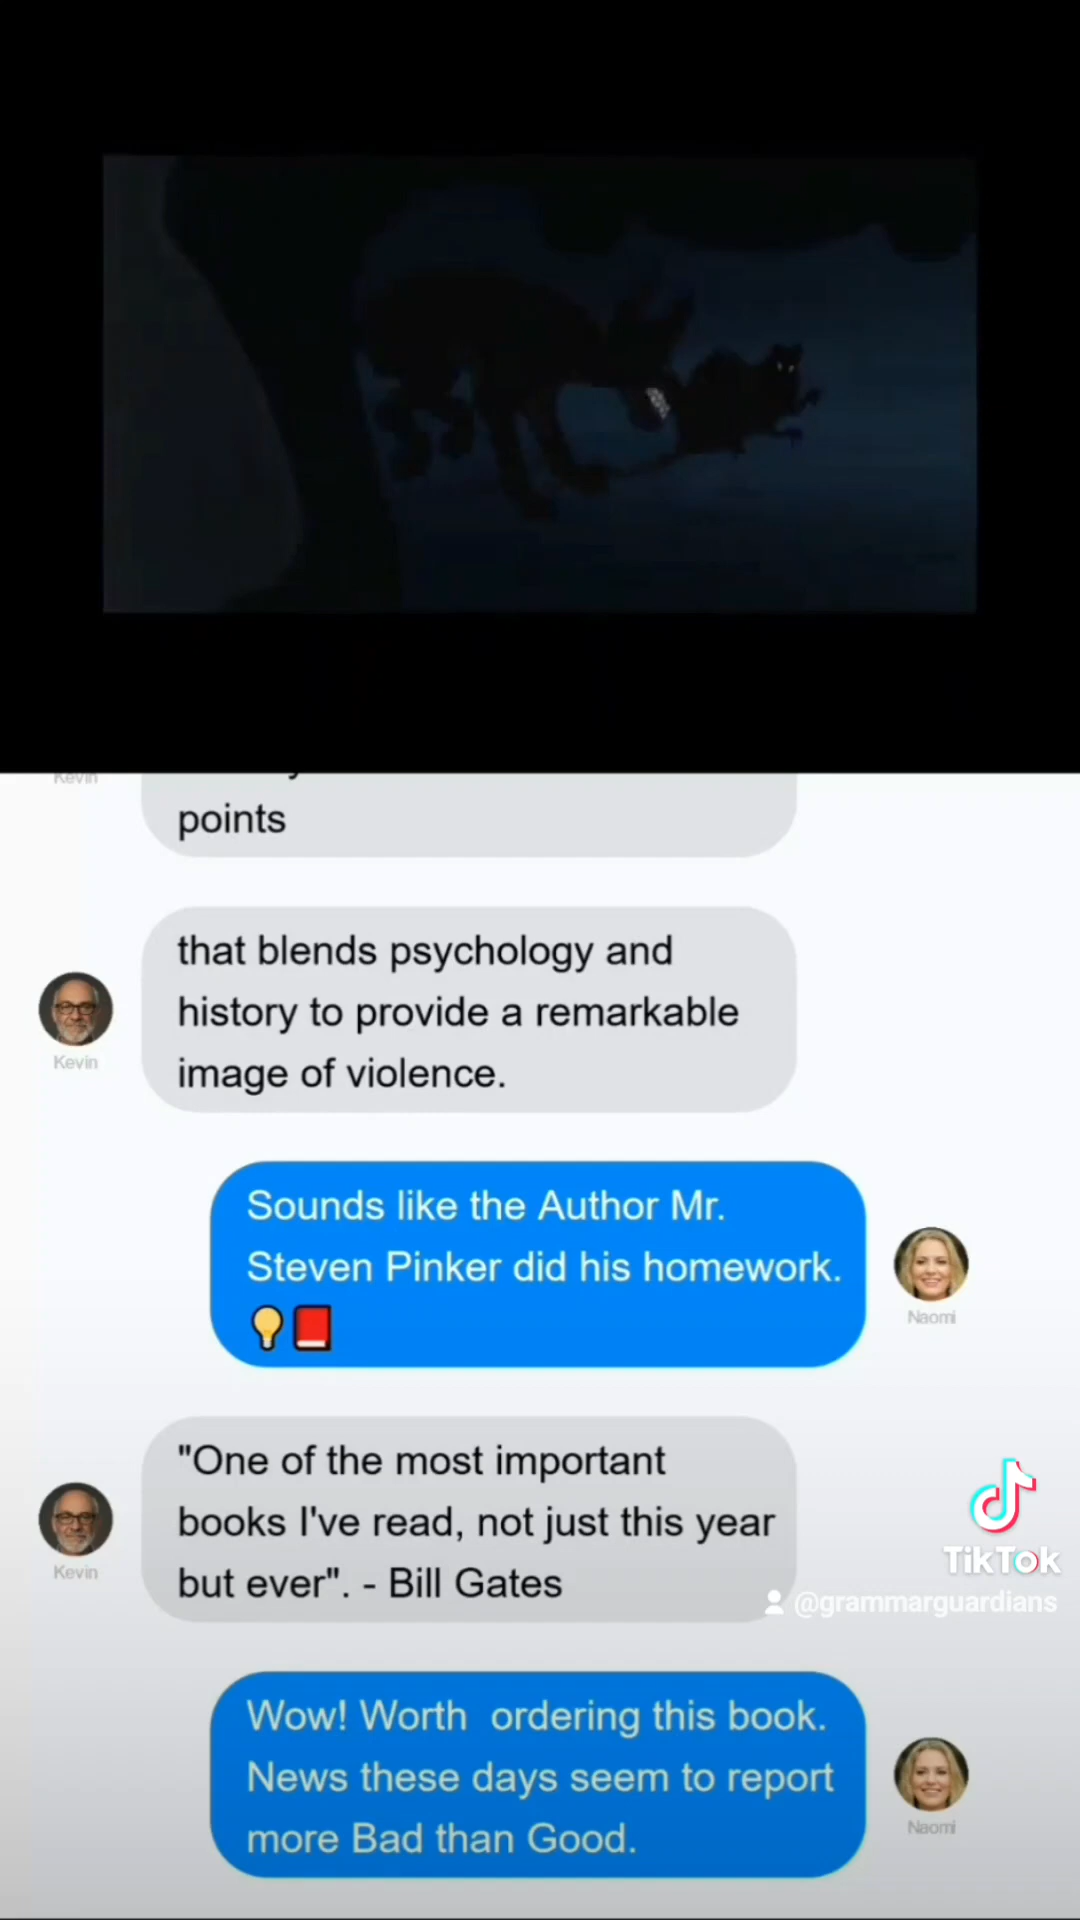 Kevin
points
that blends psychology and
history to provide a remarkable
image of violence.
Kevin
Sounds like the Author Mr.
Steven Pinker did his homework.
💡📕
Naomi
"One of the most important
books I've read, not just this year
but ever". - Bill Gates
Kevin
TikTok
@grammarguardians
Wow! Worth  ordering this book.
News these days seem to report
more Bad than Good.
Naomi